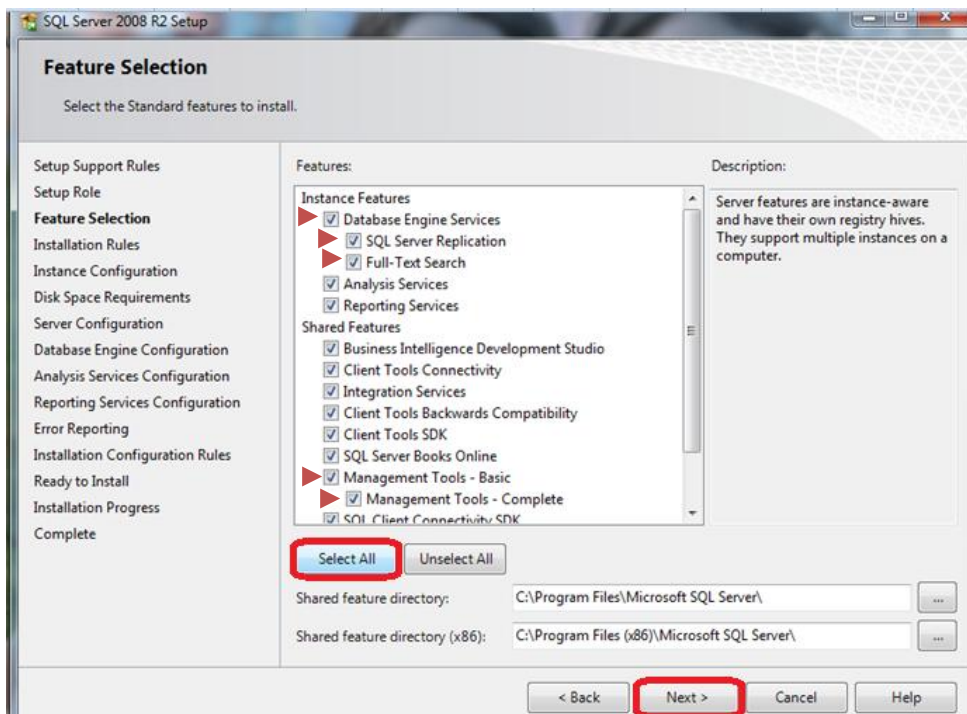 SQL Server 2008 R2 Setup
Feature Selection
Select the Standard features to install.
Setup Support Rules
Setup Role
Feature Selection
Installation Rules
Instance Configuration
Disk Space Requirements
Server Configuration
Database Engine Configuration
Analysis Services Configuration
Reporting Services Configuration
Error Reporting
Installation Configuration Rules
Ready to Install
Installation Progress
Complete
Features:
Instance Features
Database Engine Services
SQL Server Replication
Full-Text Search
Analysis Services
Reporting Services
Shared Features
Business Intelligence Development Studio
Client Tools Connectivity
Integration Services
Client Tools Backwards Compatibility
Client Tools SDK
SQL Server Books Online
Management Tools - Basic
Management Tools - Complete
SQL Client Connectivity SDK
Description:
Server features are instance-aware
and have their own registry hives.
They support multiple instances on a
computer.
Select All
Unselect All
Shared feature directory:
C:\Program Files\Microsoft SQL Server\
...
Shared feature directory (x86):
C:\Program Files (x86)\Microsoft SQL Server\
...
< Back
Next >
Cancel
Help